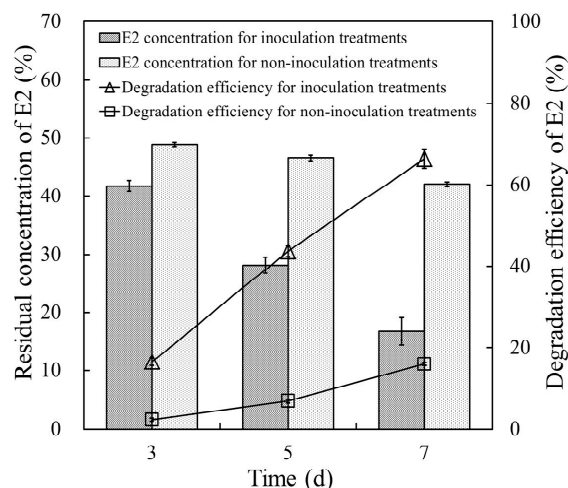 70
60
50
40
30
20
10
0
Residual concentration of E2 (%)
E2 concentration for inoculation treatments
E2 concentration for non-inoculation treatments
Degradation efficiency for inoculation treatments
Degradation efficiency for non-inoculation treatments
100
80
60
40
20
0
Degradation efficiency of E2 (%)
3
5
7
Time (d)